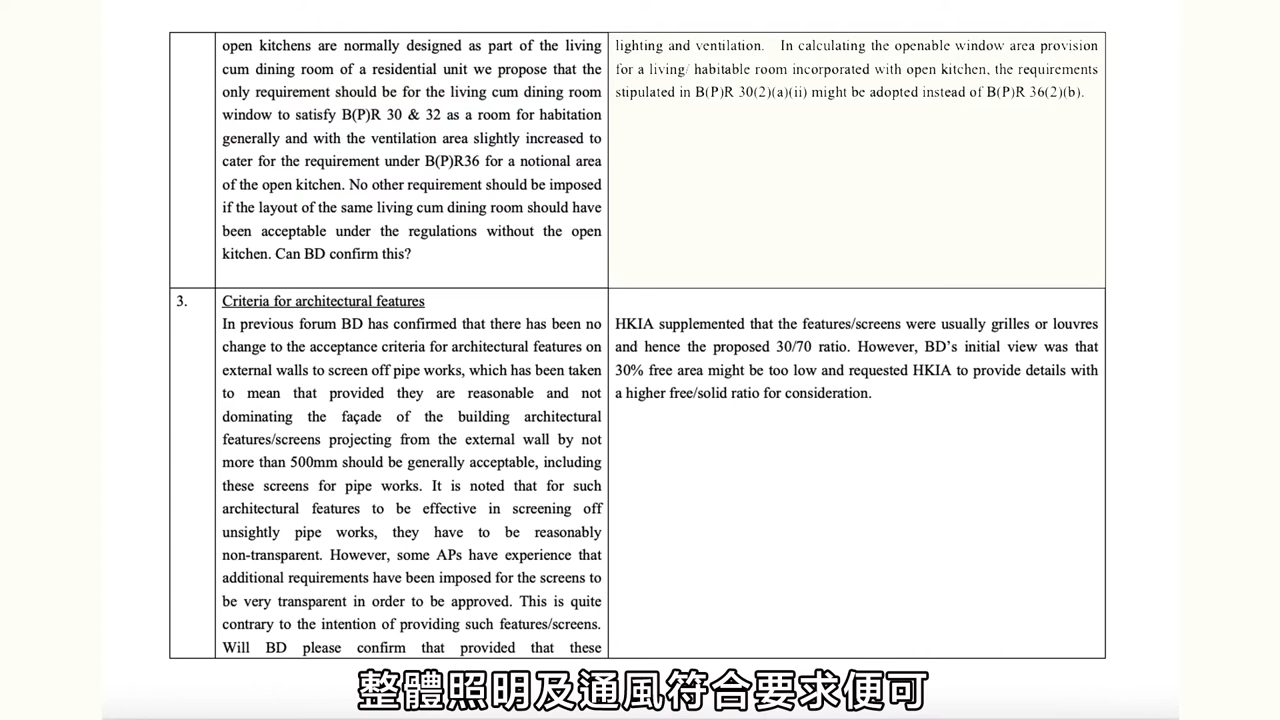 open kitchens are normally designed as part of the living
cum dining room of a residential unit we propose that the
only requirement should be for the living cum dining room
window to satisfy B(P)R 30 & 32 as a room for habitation
generally and with the ventilation area slightly increased to
cater for the requirement under B(P)R36 for a notional area
of the open kitchen. No other requirement should be imposed
if the layout of the same living cum dining room should have
been acceptable under the regulations without the open
kitchen. Can BD confirm this?
lighting and ventilation. In calculating the openable window area provision
for a living/ habitable room incorporated with open kitchen, the requirements
stipulated in B(P)R 30(2)(a)(ii) might be adopted instead of B(P)R 36(2)(b).
3.
Criteria for architectural features
In previous forum BD has confirmed that there has been no
change to the acceptance criteria for architectural features on
external walls to screen off pipe works, which has been taken
to mean that provided they are reasonable and not
dominating the façade of the building architectural
features/screens projecting from the external wall by not
more than 500mm should be generally acceptable, including
these screens for pipe works. It is noted that for such
architectural features to be effective in screening off
unsightly pipe works, they have to be reasonably
non-transparent. However, some APs have experience that
additional requirements have been imposed for the screens to
be very transparent in order to be approved. This is quite
contrary to the intention of providing such features/screens.
Will BD please confirm that provided that these
HKIA supplemented that the features/screens were usually grilles or louvres
and hence the proposed 30/70 ratio. However, BD’s initial view was that
30% free area might be too low and requested HKIA to provide details with
a higher free/solid ratio for consideration.
整體照明及通風符合要求便可